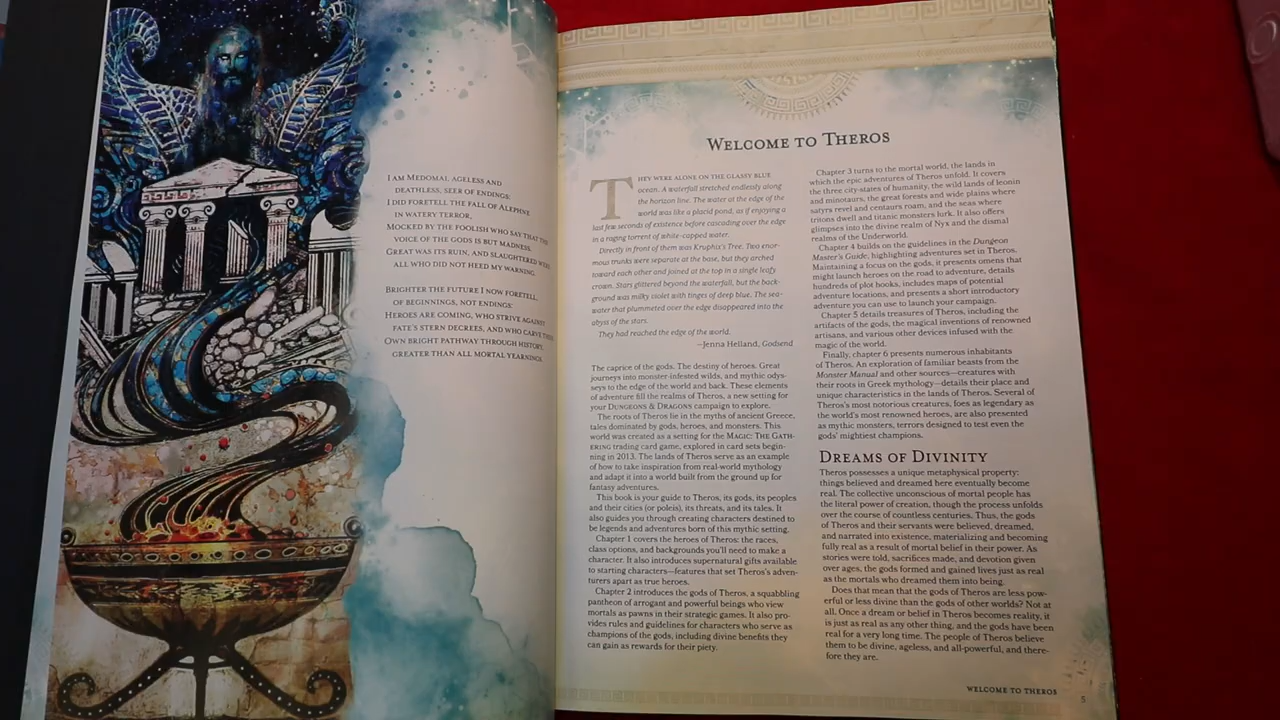 I AM MEDOMAI, AGELESS AND
DEATHLESS, SEER OF ENDINGS;
I DID FORETELL THE FALL OF ALEPHNE
IN WATERY TERROR,
MOCKED BY THE FOOLISH WHO SAY THAT THE
VOICE OF THE GODS IS BUT MADNESS.
GREAT WAS ITS RUIN, AND SLAUGHTERED WERE
ALL WHO DID NOT HEED MY WARNING.
BRIGHTER THE FUTURE I NOW FORETELL,
OF BEGINNINGS, NOT ENDINGS:
HEROES ARE COMING, WHO STRIVE AGAINST
FATE'S STERN DECREES, AND WHO CARVE THEIR
OWN BRIGHT PATHWAY THROUGH HISTORY,
GREATER THAN ALL MORTAL YEARNINGS.
WELCOME TO THEROS
THEY WERE ALONE ON THE GLASSY BLUE
ocean. A waterfall stretched endlessly along
the horizon line. The water at the edge of the
world was like a placid pond, as if enjoying a
last few seconds of existence before cascading over the edge
in a raging torrent of white-capped water.
Directly in front of them was Kruphix's Tree. Two enor-
mous trunks were separate at the base, but they arched
toward each other and joined at the top in a single leafy
crown. Stars glittered beyond the waterfall, but the back-
ground was milky violet with tinges of deep blue. The sea-
water that plummeted over the edge disappeared into the
abyss of the stars.
They had reached the edge of the world.
—Jenna Helland, Godsend
The caprice of the gods. The destiny of heroes. Great
journeys into monster-infested wilds, and mythic odys-
seys to the edge of the world and back. These elements
of adventure fill the realms of Theros, a new setting for
your DUNGEONS & DRAGONS campaign to explore.
The roots of Theros lie in the myths of ancient Greece,
tales dominated by gods, heroes, and monsters. This
world was created as a setting for the MAGIC: THE GATH-
ERING trading card game, explored in card sets begin-
ning in 2013. The lands of Theros serve as an example
of how to take inspiration from real-world mythology
and adapt it into a world built from the ground up for
fantasy adventures.
This book is your guide to Theros, its gods, its peoples
and their cities (or poleis), its threats, and its tales. It
also guides you through creating characters destined to
be legends and adventures born of this mythic setting.
Chapter 1 covers the heroes of Theros: the races,
class options, and backgrounds you'll need to make a
character. It also introduces supernatural gifts available
to starting characters—features that set Theros's adven-
turers apart as true heroes.
Chapter 2 introduces the gods of Theros, a squabbling
pantheon of arrogant and powerful beings who view
mortals as pawns in their strategic games. It also pro-
vides rules and guidelines for characters who serve as
champions of the gods, including divine benefits they
can gain as rewards for their piety.
Chapter 3 turns to the mortal world, the lands in
which the epic adventures of Theros unfold. It covers
the three city-states of humanity, the wild lands of leonin
and minotaurs, the great forests and wide plains where
satyrs revel and centaurs roam, and the seas where
tritons dwell and titanic monsters lurk. It also offers
glimpses into the divine realm of Nyx and the dismal
realms of the Underworld.
Chapter 4 builds on the guidelines in the Dungeon
Master's Guide, highlighting adventures set in Theros.
Maintaining a focus on the gods, it presents omens that
might launch heroes on the road to adventure, details
hundreds of plot hooks, includes maps of potential
adventure locations, and presents a short introductory
adventure you can use to launch your campaign.
Chapter 5 details treasures of Theros, including the
artifacts of the gods, the magical inventions of renowned
artisans, and various other devices infused with the
magic of the world.
Finally, chapter 6 presents numerous inhabitants
of Theros. An exploration of familiar beasts from the
Monster Manual and other sources—creatures with
their roots in Greek mythology—details their place and
unique characteristics in the lands of Theros. Several of
Theros's most notorious creatures, foes as legendary as
the world's most renowned heroes, are also presented
as mythic monsters, terrors designed to test even the
gods' mightiest champions.
DREAMS OF DIVINITY
Theros possesses a unique metaphysical property:
things believed and dreamed here eventually become
real. The collective unconscious of mortal people has
the literal power of creation, though the process unfolds
over the course of countless centuries. Thus, the gods
of Theros and their servants were believed, dreamed,
and narrated into existence, materializing and becoming
fully real as a result of mortal belief in their power. As
stories were told, sacrifices made, and devotion given
over ages, the gods formed and gained lives just as real
as the mortals who dreamed them into being.
Does that mean that the gods of Theros are less pow-
erful or less divine than the gods of other worlds? Not at
all. Once a dream or belief in Theros becomes reality, it
is just as real as any other thing, and the gods have been
real for a very long time. The people of Theros believe
them to be divine, ageless, and all-powerful, and there-
fore they are.
WELCOME TO THEROS
5